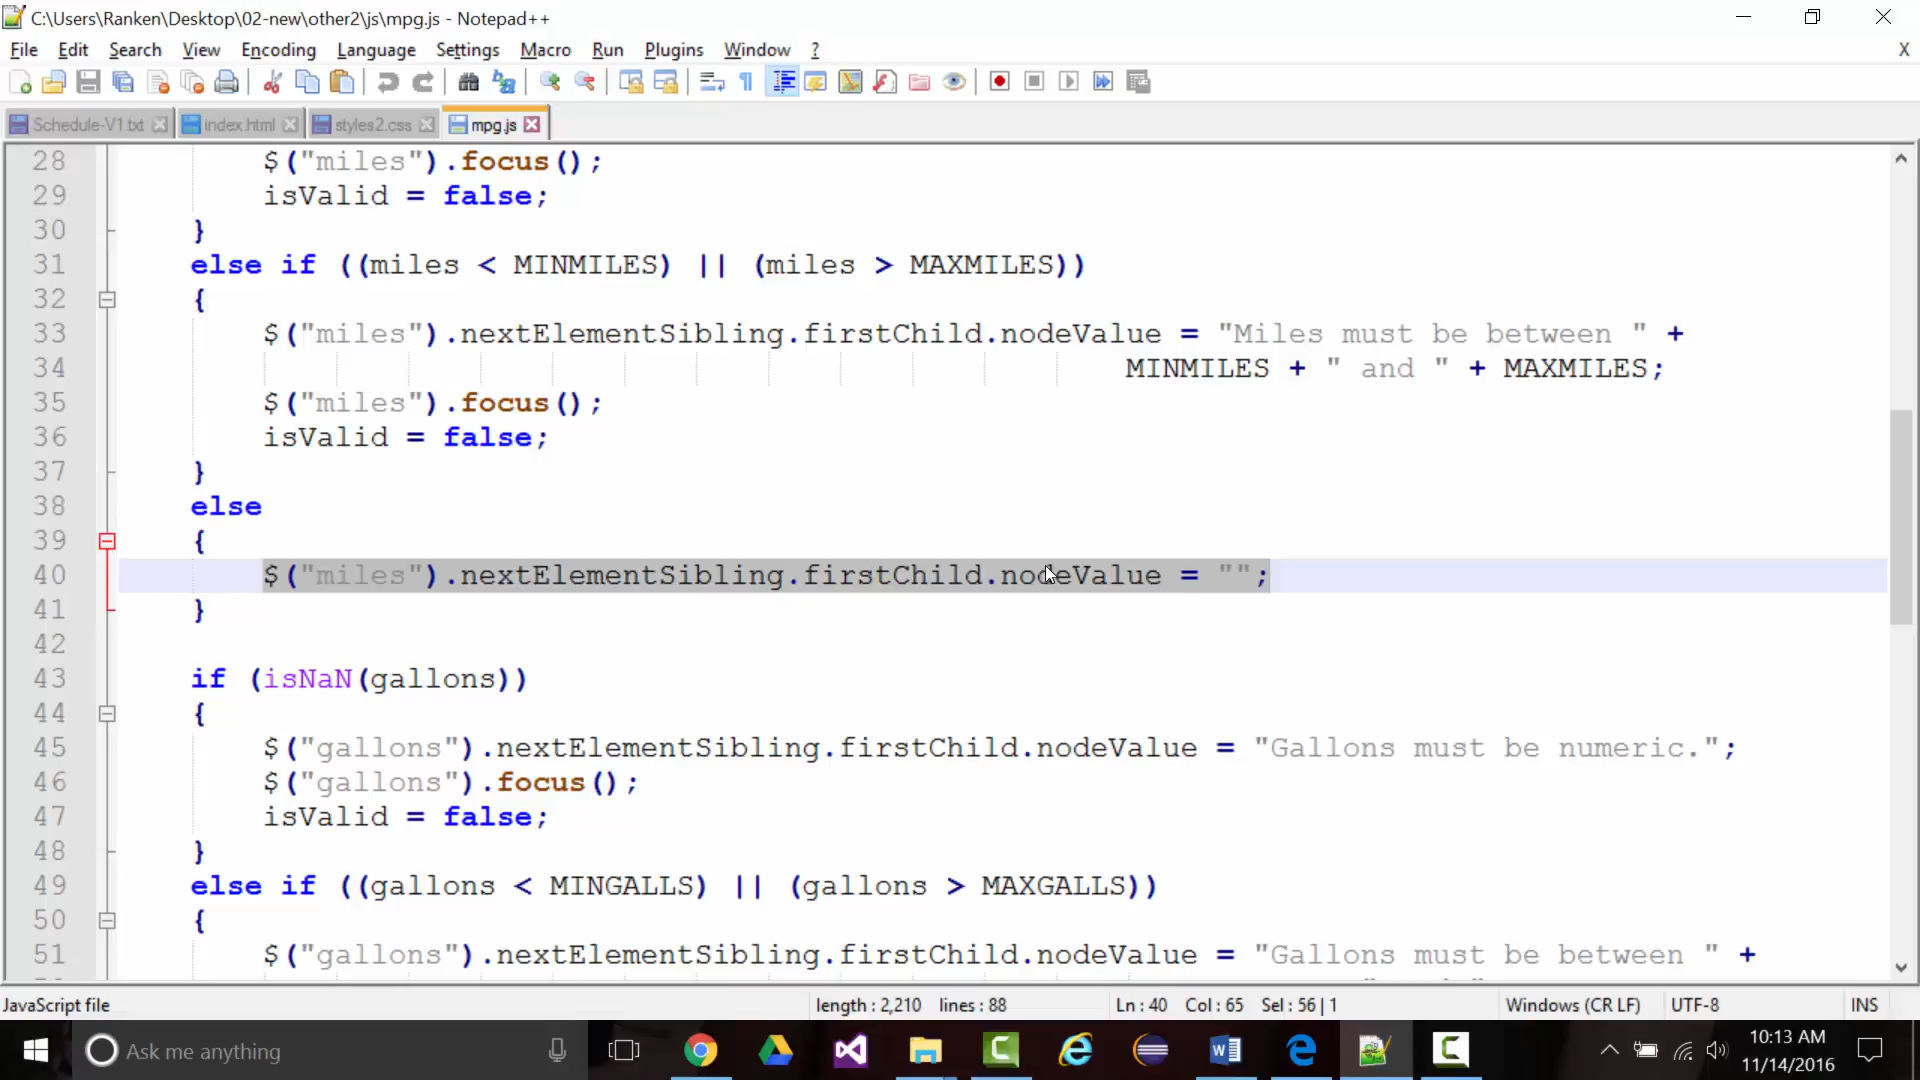 C:\Users\Ranken\Desktop\02-new\other2\js\mpg.js - Notepad++
File Edit Search View Encoding Language Settings Macro Run Plugins Window ?
X
Schedule-V1.txt index.html styles2.css mpg.js
28 $("miles").focus();
29 isValid = false;
30 }
31 else if ((miles < MINMILES) || (miles > MAXMILES))
32 {
33 $("miles").nextElementSibling.firstChild.nodeValue = "Miles must be between " +
34 MINMILES + " and " + MAXMILES;
35 $("miles").focus();
36 isValid = false;
37 }
38 else
39 {
40 $("miles").nextElementSibling.firstChild.nodeValue = "";
41 }
42
43 if (isNaN(gallons))
44 {
45 $("gallons").nextElementSibling.firstChild.nodeValue = "Gallons must be numeric.";
46 $("gallons").focus();
47 isValid = false;
48 }
49 else if ((gallons < MINGALLS) || (gallons > MAXGALLS))
50 {
51 $("gallons").nextElementSibling.firstChild.nodeValue = "Gallons must be between " +
JavaScript file length : 2,210 lines : 88 Ln : 40 Col : 65 Sel : 56 | 1 Windows (CR LF) UTF-8 INS
Ask me anything
10:13 AM
11/14/2016